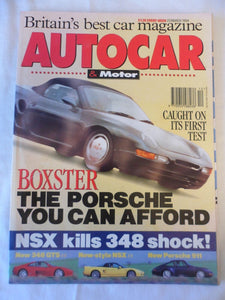 Britain's best car magazine
AUTOCAR
& Motor
CAUGHT ON
ITS FIRST
TEST
BOXSTER
THE PORSCHE
YOU CAN AFFORD
NSX kills 348 shock!
New 348 GTS
New-style NSX
New Porsche 911